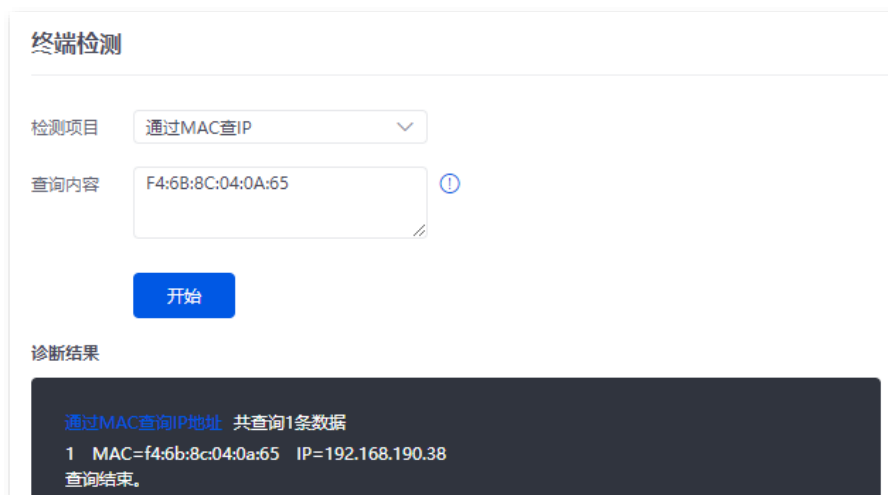 终端检测
检测项目 通过MAC查IP
查询内容 F4:6B:8C:04:0A:65
开始
诊断结果
通过MAC查询IP地址 共查询1条数据
1 MAC=f4:6b:8c:04:0a:65 IP=192.168.190.38
查询结束。